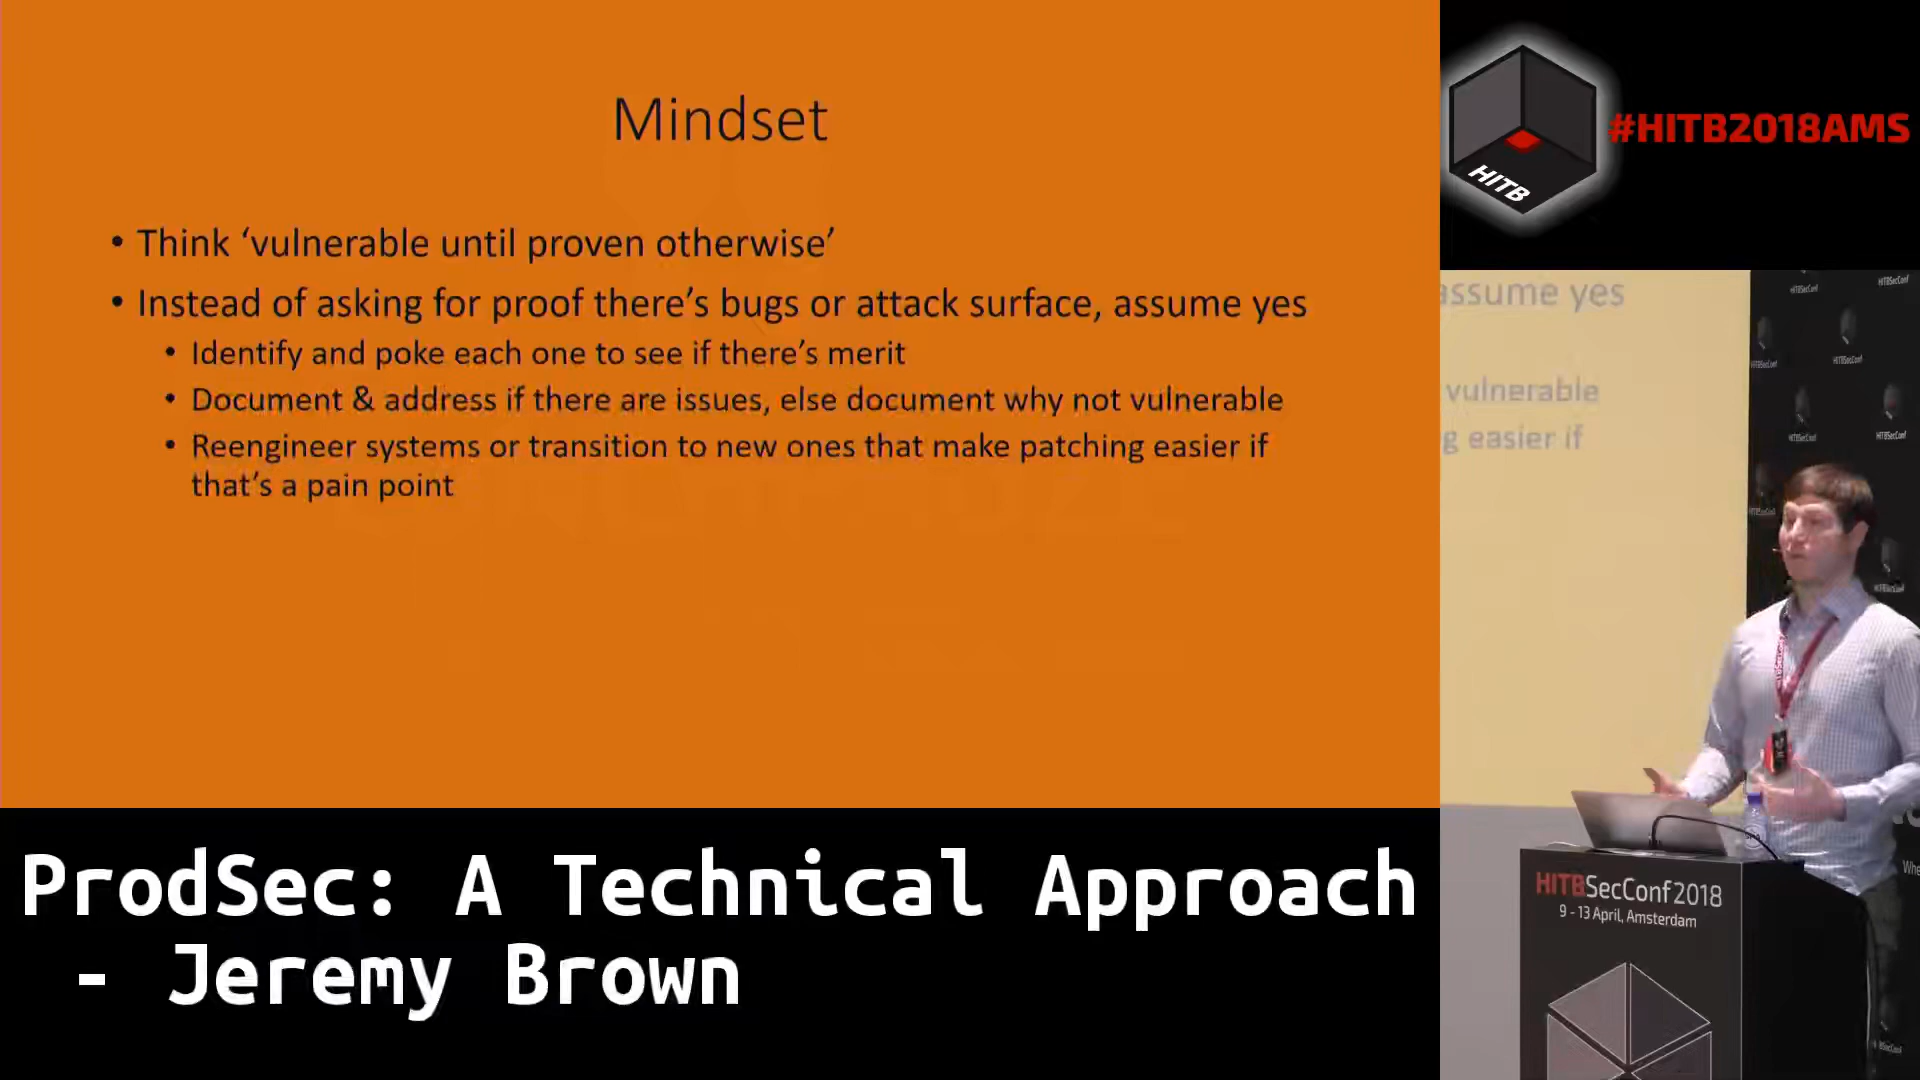 Mindset
• Think ‘vulnerable until proven otherwise’
• Instead of asking for proof there’s bugs or attack surface, assume yes
• Identify and poke each one to see if there’s merit
• Document & address if there are issues, else document why not vulnerable
• Reengineer systems or transition to new ones that make patching easier if
that’s a pain point
HITB
#HITB2018AMS
assume yes
vulnerable
g easier if
HITBSecConf2018
9 - 13 April, Amsterdam
ProdSec: A Technical Approach
- Jeremy Brown